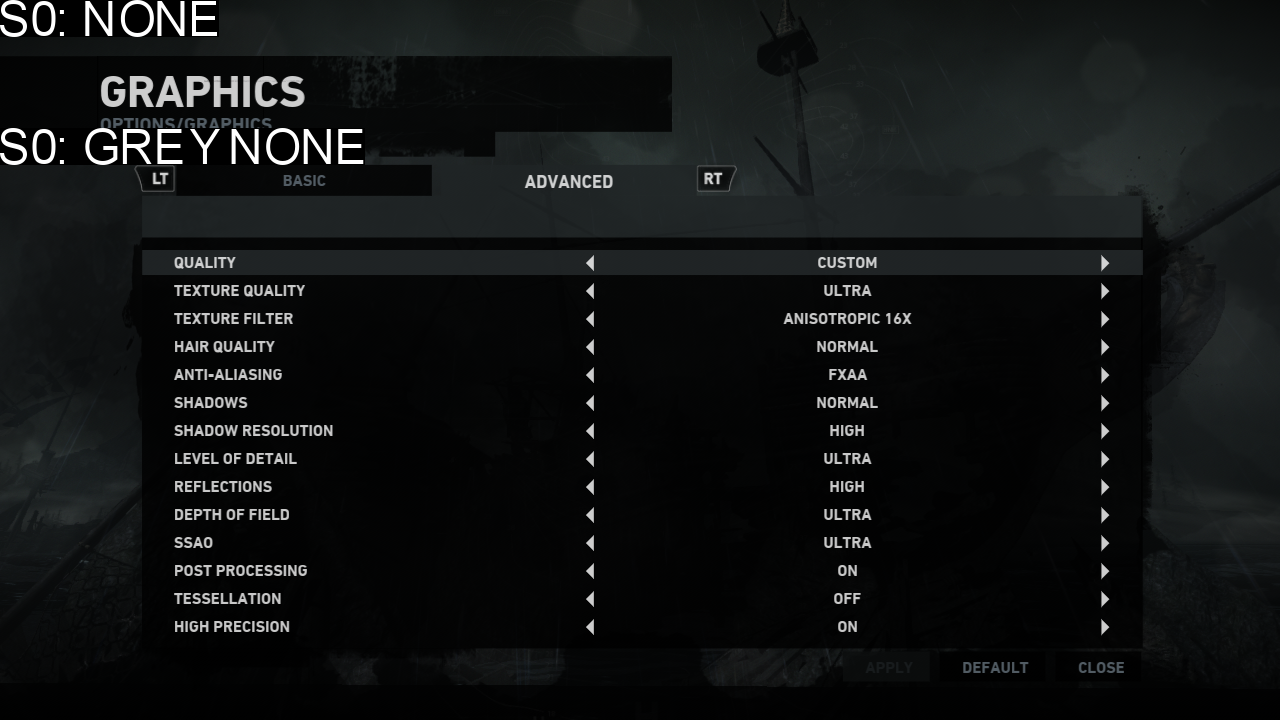 S0: NONE
GRAPHICS
OPTIONS/GRAPHICS
S0: GREY NONE
LT BASIC ADVANCED RT
QUALITY CUSTOM
TEXTURE QUALITY ULTRA
TEXTURE FILTER ANISOTROPIC 16X
HAIR QUALITY NORMAL
ANTI-ALIASING FXAA
SHADOWS NORMAL
SHADOW RESOLUTION HIGH
LEVEL OF DETAIL ULTRA
REFLECTIONS HIGH
DEPTH OF FIELD ULTRA
SSAO ULTRA
POST PROCESSING ON
TESSELLATION OFF
HIGH PRECISION ON
APPLY DEFAULT CLOSE